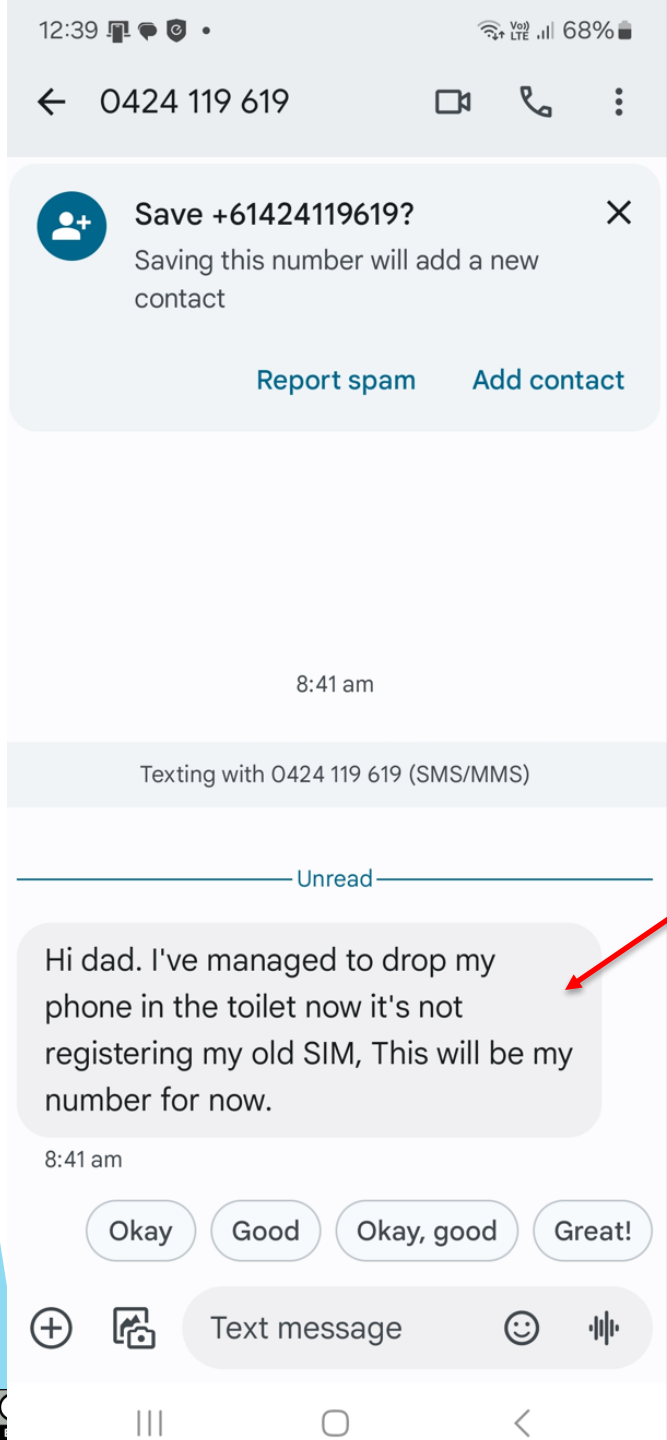 12:39 68%
Vo)) LTE
0424 119 619
Save +61424119619?
Saving this number will add a new
contact
Report spam Add contact
8:41 am
Texting with 0424 119 619 (SMS/MMS)
Unread
Hi dad. I've managed to drop my
phone in the toilet now it's not
registering my old SIM, This will be my
number for now.
8:41 am
Okay Good Okay, good Great!
Text message